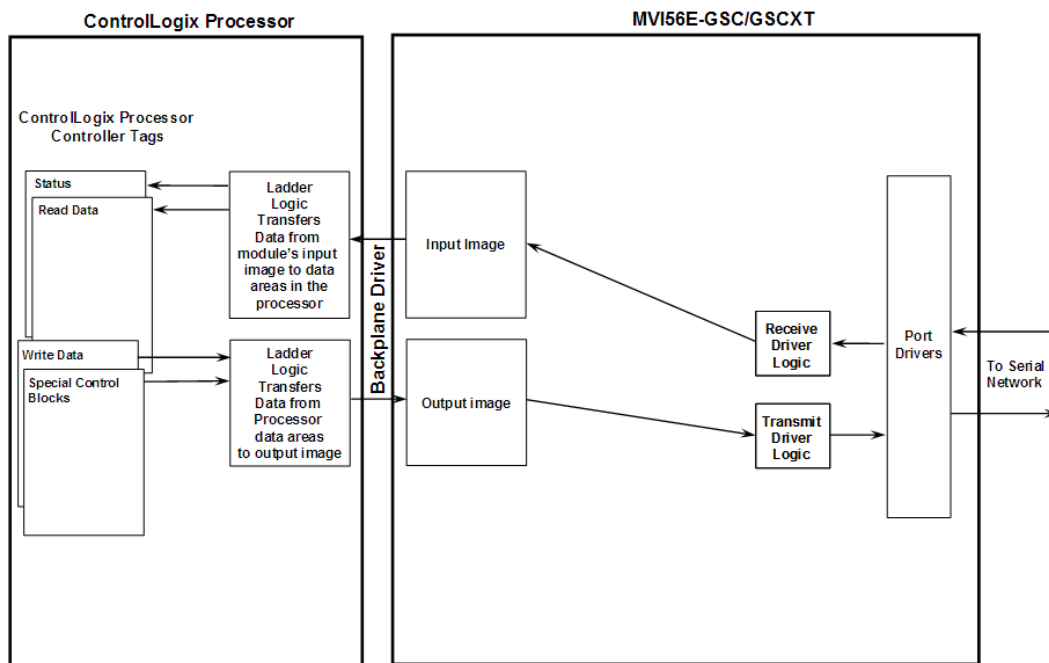 ControlLogix Processor
MVI56E-GSC/GSCXT
ControlLogix Processor
Controller Tags
Status
Read Data
Ladder
Logic
Transfers
Data from
module's input
image to data
areas in the
processor
Write Data
Special Control
Blocks
Ladder
Logic
Transfers
Data from
Processor
data areas
to output image
Backplane Driver
Input Image
Output image
Receive
Driver
Logic
Transmit
Driver
Logic
Port
Drivers
To Serial
Network